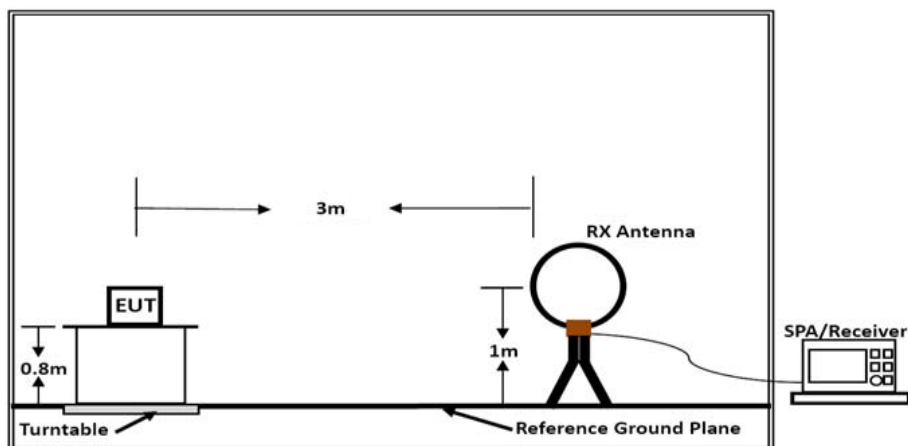 3m
RX Antenna
EUT
SPA/Receiver
1m
0.8m
Turntable
Reference Ground Plane